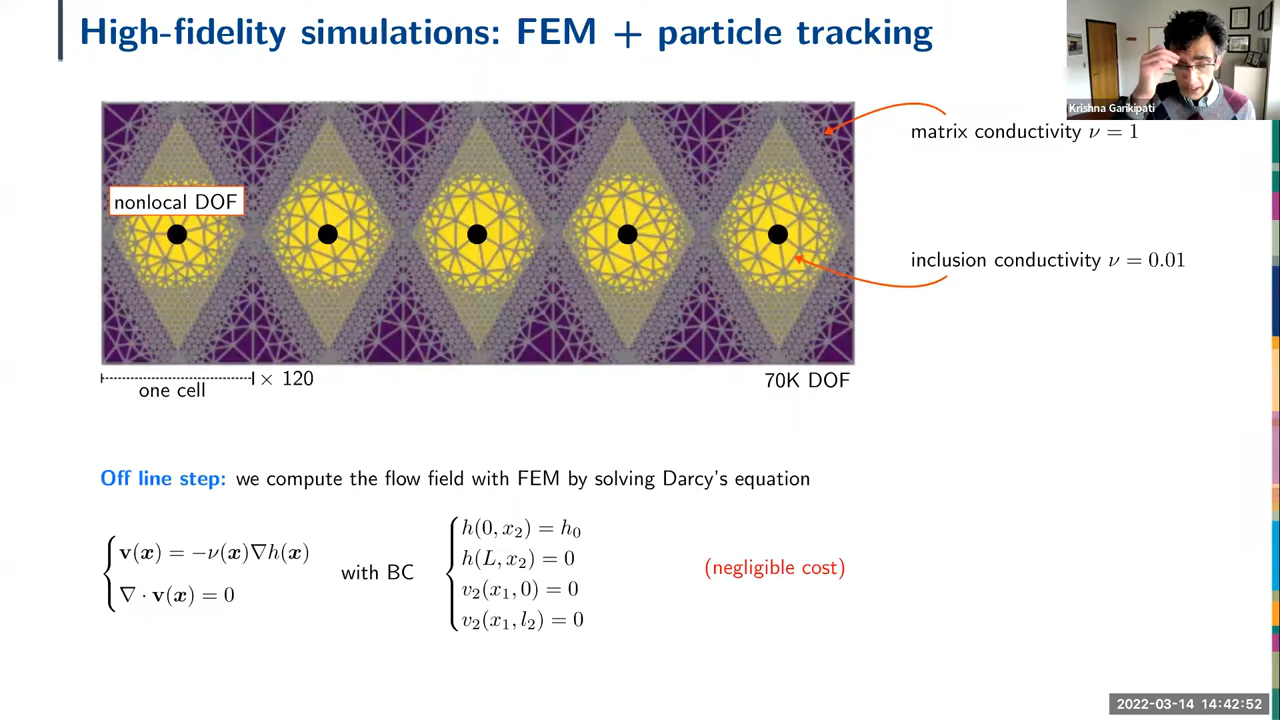 High-fidelity simulations: FEM + particle tracking
Krishna Garikipati
matrix conductivity ν = 1
nonlocal DOF
inclusion conductivity ν = 0.01
one cell
× 120
70K DOF
Off line step: we compute the flow field with FEM by solving Darcy's equation
v(x) = −ν(x)∇h(x)
∇ · v(x) = 0
with BC
h(0, x₂) = h₀
h(L, x₂) = 0
v₂(x₁, 0) = 0
v₂(x₁, l₂) = 0
(negligible cost)
2022-03-14 14:42:52